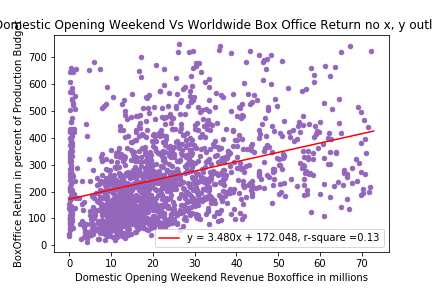 Domestic Opening Weekend Vs Worldwide Box Office Return no x, y outl
BoxOffice Return in percent of Production Budget
700
600
500
400
300
200
100
0
y = 3.480x + 172.048, r-square =0.13
0 10 20 30 40 50 60 70
Domestic Opening Weekend Revenue Boxoffice in millions